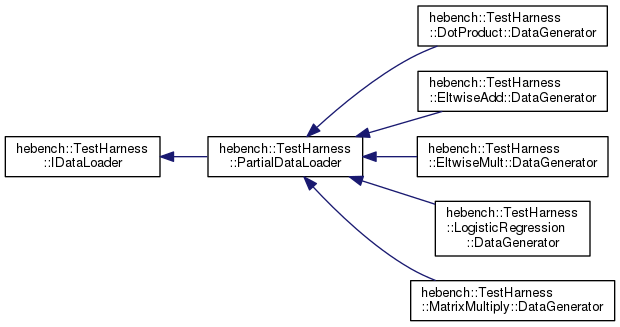 hebench::TestHarness
::IDataLoader
hebench::TestHarness
::PartialDataLoader
hebench::TestHarness
::DotProduct::DataGenerator
hebench::TestHarness
::EltwiseAdd::DataGenerator
hebench::TestHarness
::EltwiseMult::DataGenerator
hebench::TestHarness
::LogisticRegression
::DataGenerator
hebench::TestHarness
::MatrixMultiply::DataGenerator